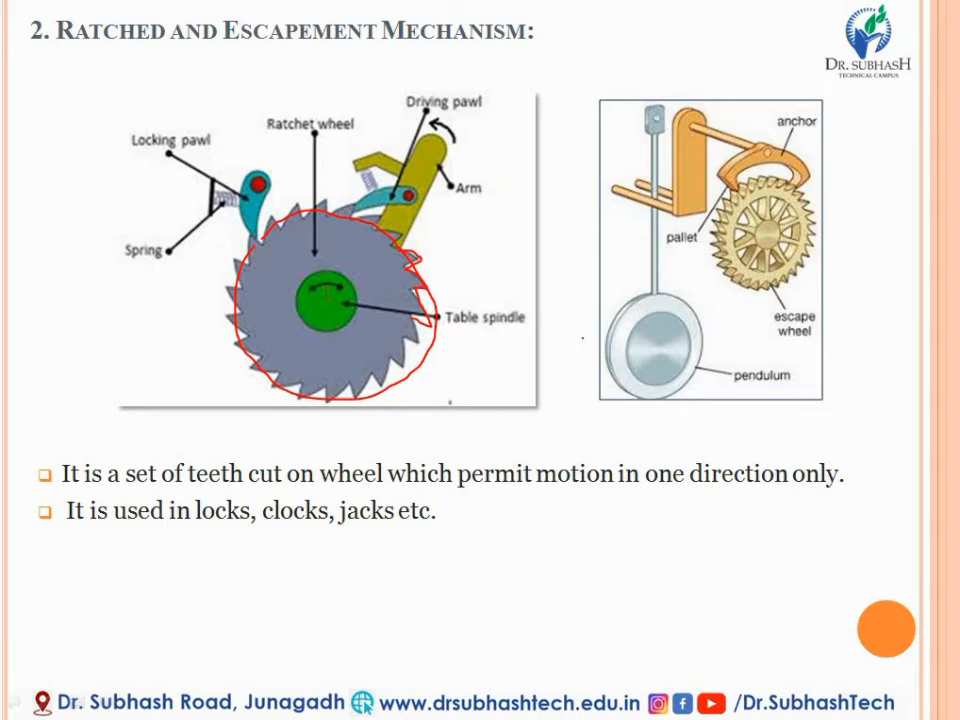 2. RATCHED AND ESCAPEMENT MECHANISM:
DR. SUBHASH
TECHNICAL CAMPUS
Driving pawl
Ratchet wheel
Locking pawl
Arm
Spring
Table spindle
anchor
pallet
escape
wheel
pendulum
It is a set of teeth cut on wheel which permit motion in one direction only.
It is used in locks, clocks, jacks etc.
Dr. Subhash Road, Junagadh www.drsubhashtech.edu.in /Dr.SubhashTech